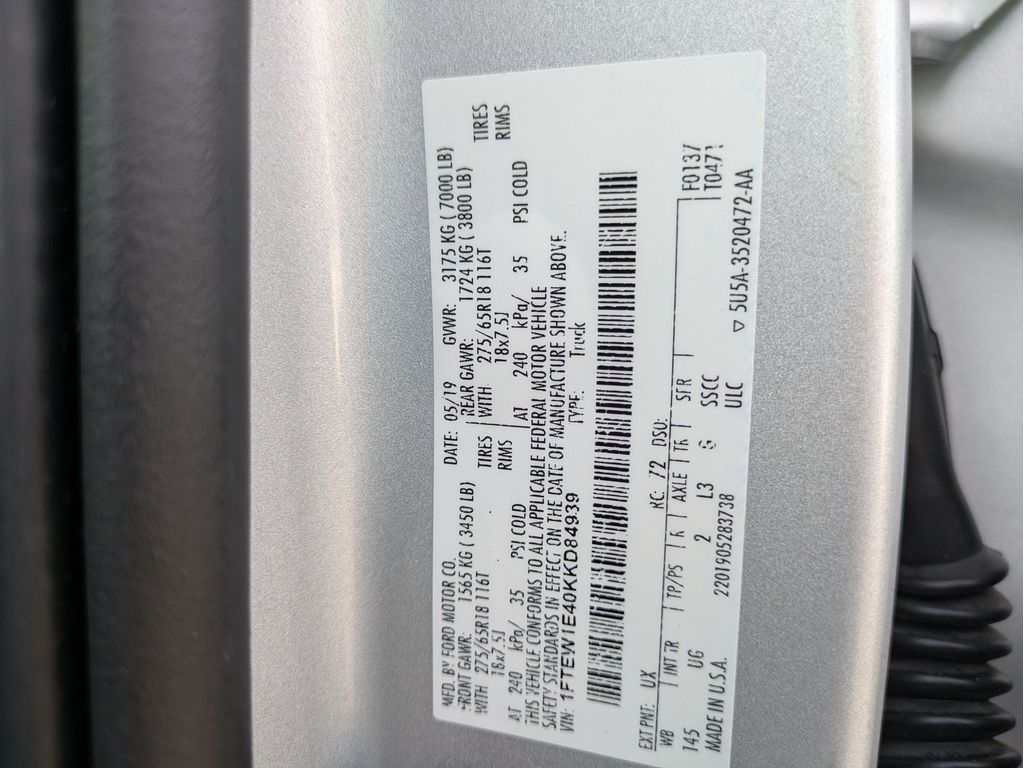 MFD. BY FORD MOTOR CO. DATE: 05/19 GVWR: 3175 KG ( 7000 LB)
FRONT GAWR: 1565 KG ( 3450 LB) REAR GAWR: 1724 KG ( 3800 LB)
WITH 275/65R18 116T TIRES WITH 275/65R18 116T TIRES
18x7.5J RIMS 18x7.5J RIMS
AT 240 kPa/ 35 PSI COLD AT 240 kPa/ 35 PSI COLD
THIS VEHICLE CONFORMS TO ALL APPLICABLE FEDERAL MOTOR VEHICLE
SAFETY STANDARDS IN EFFECT ON THE DATE OF MANUFACTURE SHOWN ABOVE.
VIN: 1FTEW1E40KKD84939 TYPE: Truck
EXT PNT: UX RC: 72 DSO: F0137
WB INT TR TP/PS R AXLE TR SPR T0471
145 UG 2 L3 6 SSCC
MADE IN U.S.A. 2201905283738 ULC
▽ 5U5A-3520472-AA